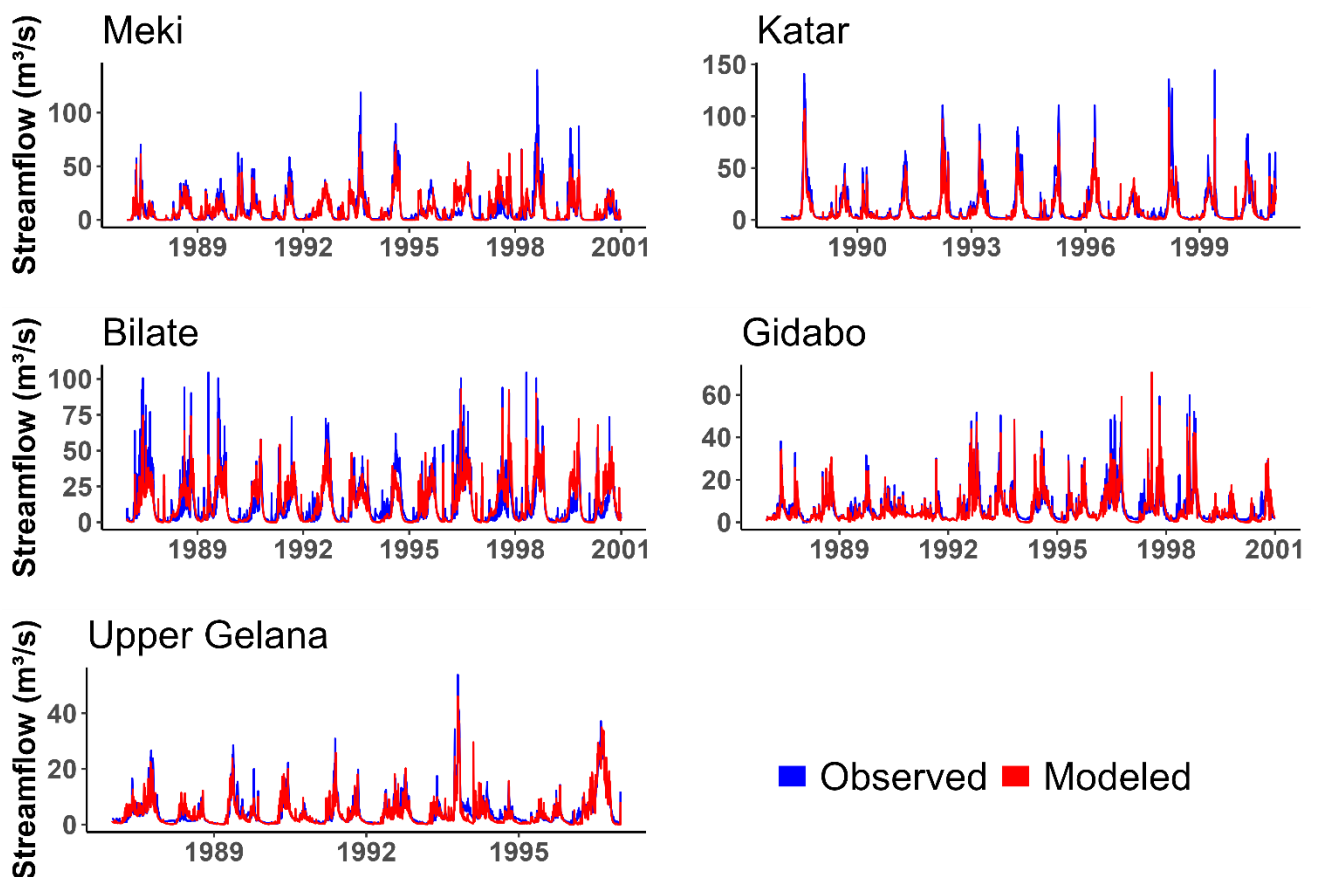 Meki
Katar
Streamflow (m³/s)
100
50
0
1989 1992 1995 1998 2001
150
100
50
0
1990 1993 1996 1999
Bilate
Gidabo
Streamflow (m³/s)
100
75
50
25
0
1989 1992 1995 1998 2001
60
40
20
0
1989 1992 1995 1998 2001
Upper Gelana
Streamflow (m³/s)
40
20
0
1989 1992 1995
Observed Modeled